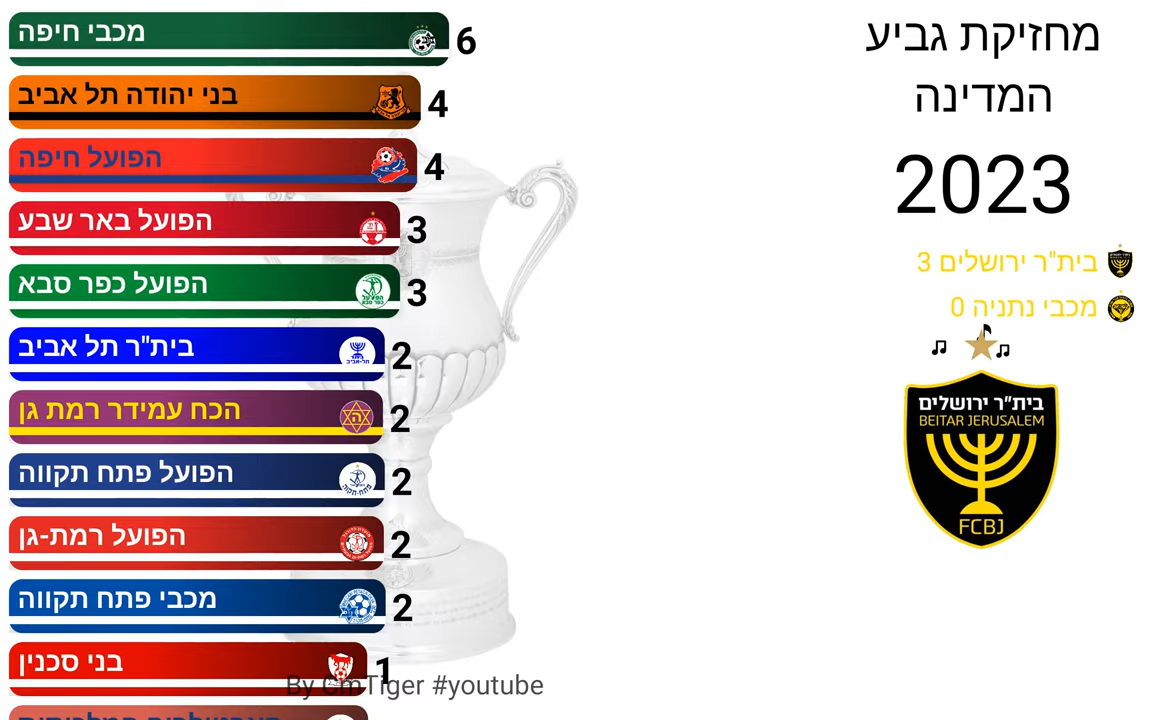 מכבי חיפה 6
בני יהודה תל אביב 4
הפועל חיפה 4
הפועל באר שבע 3
הפועל כפר סבא 3
בית"ר תל אביב 2
הכח עמידר רמת גן 2
הפועל פתח תקווה 2
הפועל רמת-גן 2
מכבי פתח תקווה 2
בני סכנין 1
By GmTiger #youtube
מחזיקת גביע
המדינה
2023
בית"ר ירושלים 3
מכבי נתניה 0
בית"ר ירושלים
BEITAR JERUSALEM
FCBJ